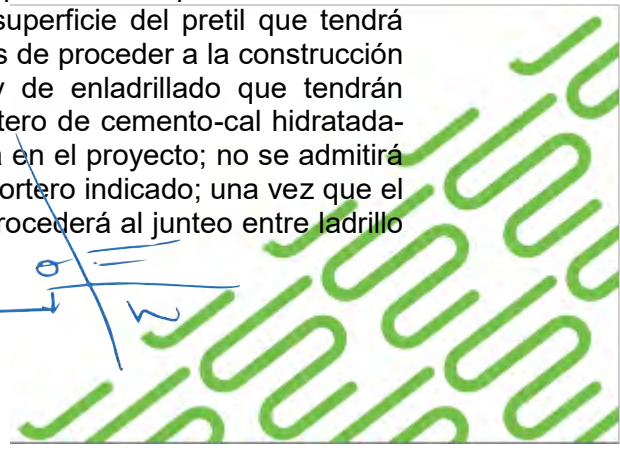 superficie del pretil que tendrá
s de proceder a la construcción
y de enladrillado que tendrán
tero de cemento-cal hidratada-
a en el proyecto; no se admitirá
ortero indicado; una vez que el
rocederá al junteo entre ladrillo